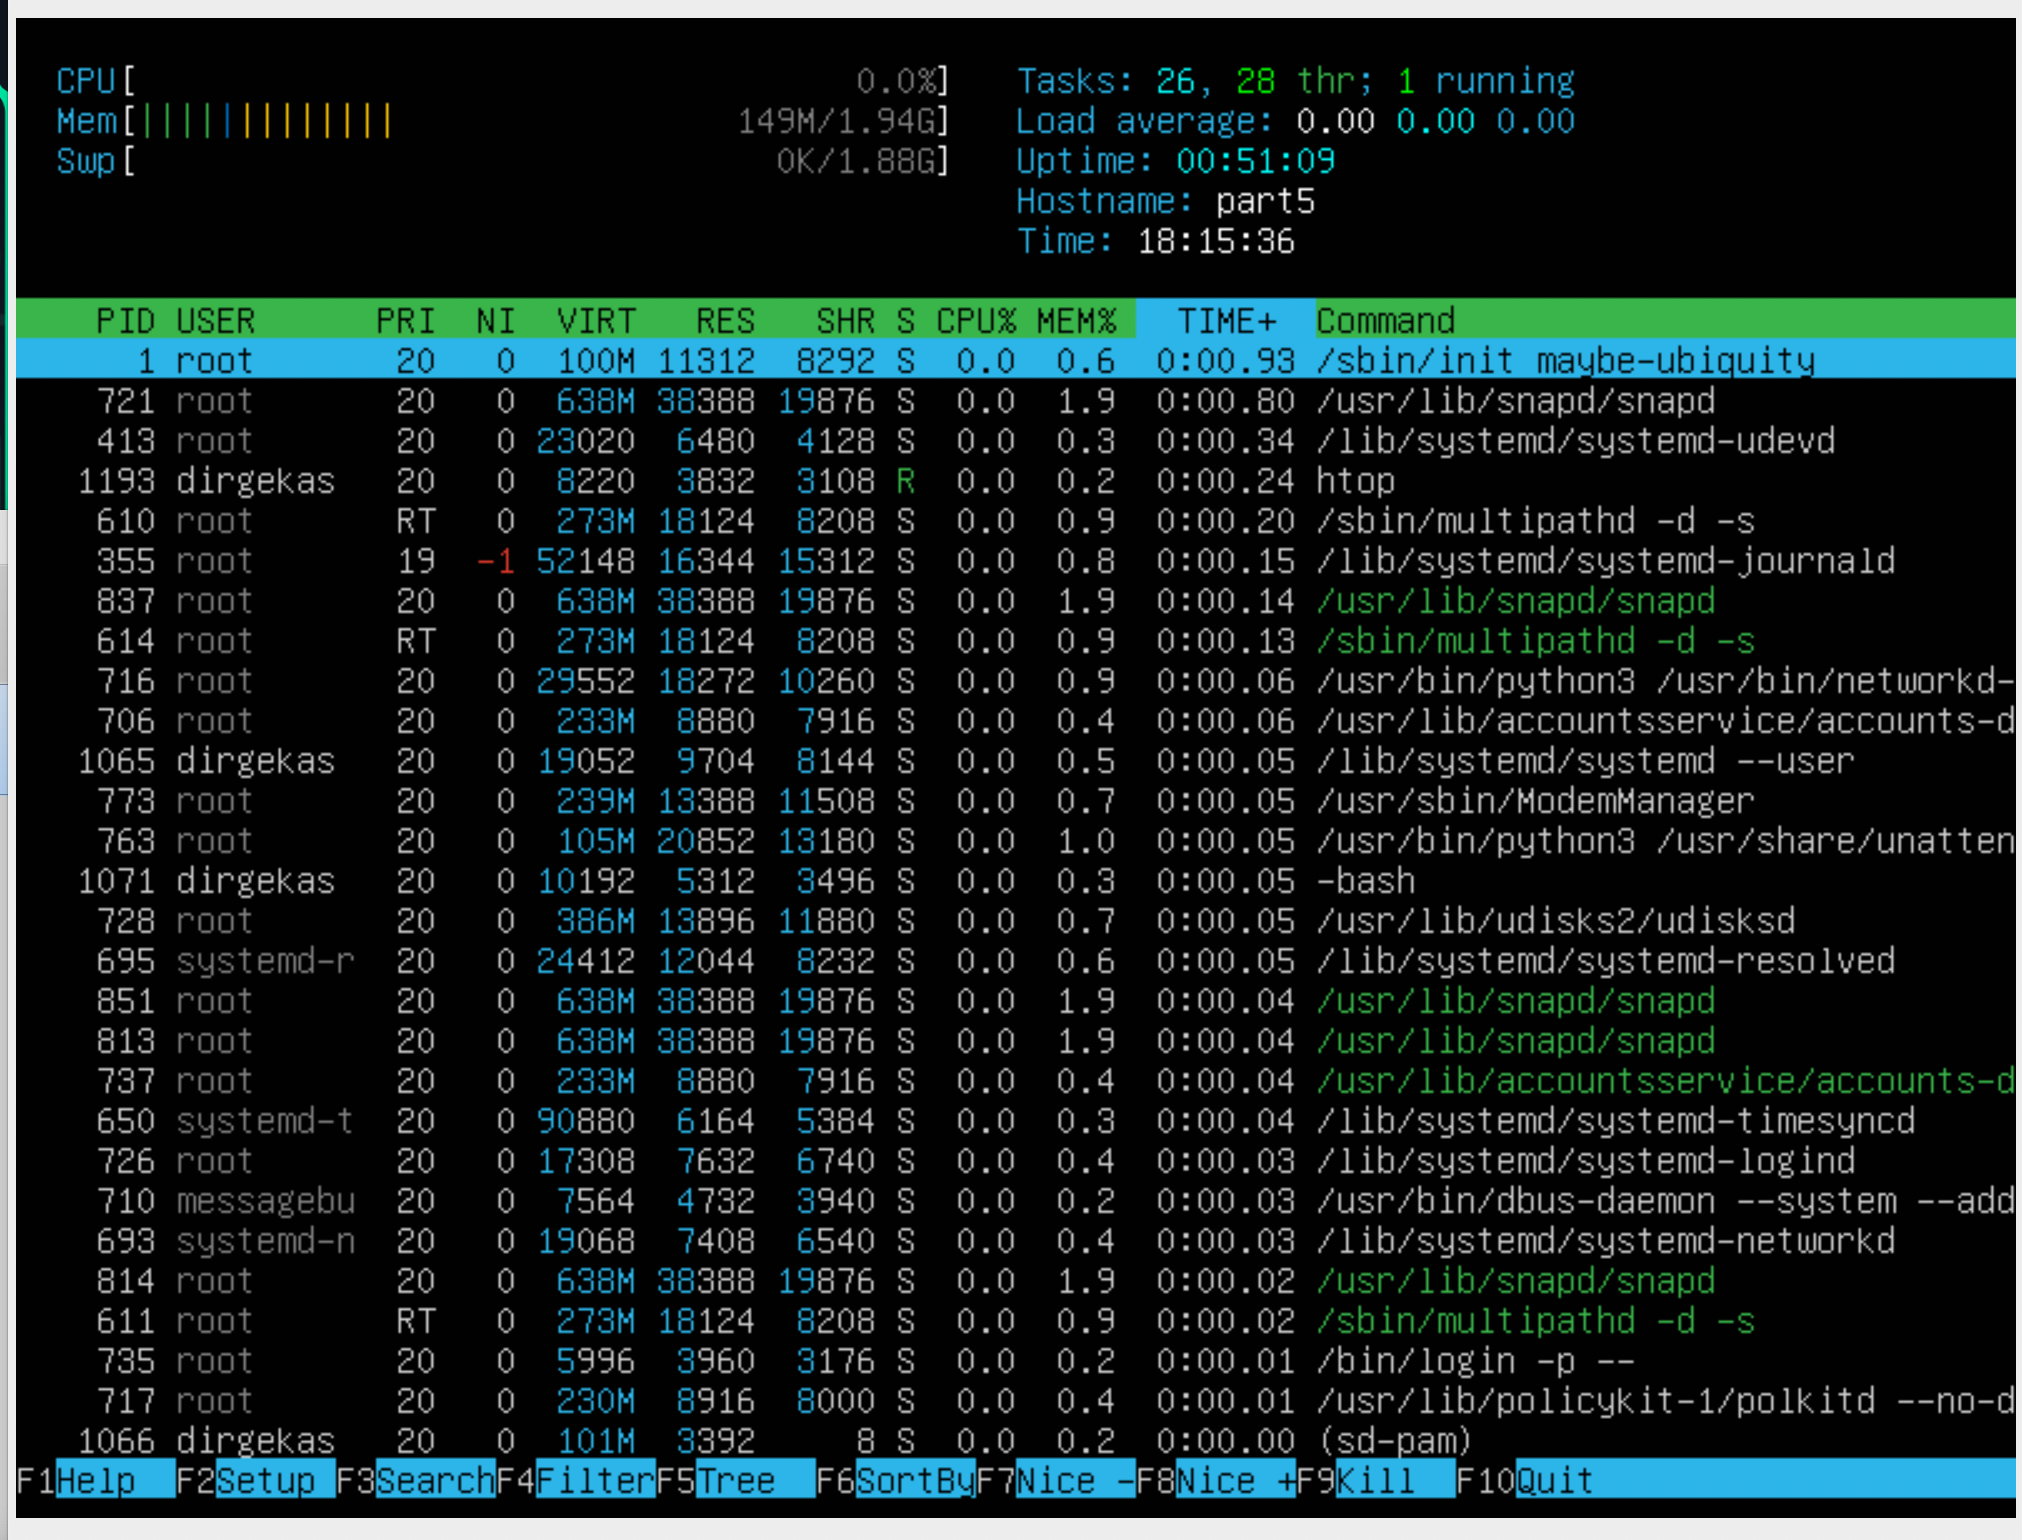 CPU[ 0.0%] Tasks: 26, 28 thr; 1 running
Mem[||||||||||||| 149M/1.94G] Load average: 0.00 0.00 0.00
Swp[ 0K/1.88G] Uptime: 00:51:09
Hostname: part5
Time: 18:15:36
PID USER PRI NI VIRT RES SHR S CPU% MEM% TIME+ Command
1 root 20 0 100M 11312 8292 S 0.0 0.6 0:00.93 /sbin/init maybe-ubiquity
721 root 20 0 638M 38388 19876 S 0.0 1.9 0:00.80 /usr/lib/snapd/snapd
413 root 20 0 23020 6480 4128 S 0.0 0.3 0:00.34 /lib/systemd/systemd-udevd
1193 dirgekas 20 0 8220 3832 3108 R 0.0 0.2 0:00.24 htop
610 root RT 0 273M 18124 8208 S 0.0 0.9 0:00.20 /sbin/multipathd -d -s
355 root 19 -1 52148 16344 15312 S 0.0 0.8 0:00.15 /lib/systemd/systemd-journald
837 root 20 0 638M 38388 19876 S 0.0 1.9 0:00.14 /usr/lib/snapd/snapd
614 root RT 0 273M 18124 8208 S 0.0 0.9 0:00.13 /sbin/multipathd -d -s
716 root 20 0 29552 18272 10260 S 0.0 0.9 0:00.06 /usr/bin/python3 /usr/bin/networkd-
706 root 20 0 233M 8880 7916 S 0.0 0.4 0:00.06 /usr/lib/accountsservice/accounts-d
1065 dirgekas 20 0 19052 9704 8144 S 0.0 0.5 0:00.05 /lib/systemd/systemd --user
773 root 20 0 239M 13388 11508 S 0.0 0.7 0:00.05 /usr/sbin/ModemManager
763 root 20 0 105M 20852 13180 S 0.0 1.0 0:00.05 /usr/bin/python3 /usr/share/unatten
1071 dirgekas 20 0 10192 5312 3496 S 0.0 0.3 0:00.05 -bash
728 root 20 0 386M 13896 11880 S 0.0 0.7 0:00.05 /usr/lib/udisks2/udisksd
695 systemd-r 20 0 24412 12044 8232 S 0.0 0.6 0:00.05 /lib/systemd/systemd-resolved
851 root 20 0 638M 38388 19876 S 0.0 1.9 0:00.04 /usr/lib/snapd/snapd
813 root 20 0 638M 38388 19876 S 0.0 1.9 0:00.04 /usr/lib/snapd/snapd
737 root 20 0 233M 8880 7916 S 0.0 0.4 0:00.04 /usr/lib/accountsservice/accounts-d
650 systemd-t 20 0 90880 6164 5384 S 0.0 0.3 0:00.04 /lib/systemd/systemd-timesyncd
726 root 20 0 17308 7632 6740 S 0.0 0.4 0:00.03 /lib/systemd/systemd-logind
710 messagebu 20 0 7564 4732 3940 S 0.0 0.2 0:00.03 /usr/bin/dbus-daemon --system --add
693 systemd-n 20 0 19068 7408 6540 S 0.0 0.4 0:00.03 /lib/systemd/systemd-networkd
814 root 20 0 638M 38388 19876 S 0.0 1.9 0:00.02 /usr/lib/snapd/snapd
611 root RT 0 273M 18124 8208 S 0.0 0.9 0:00.02 /sbin/multipathd -d -s
735 root 20 0 5996 3960 3176 S 0.0 0.2 0:00.01 /bin/login -p --
717 root 20 0 230M 8916 8000 S 0.0 0.4 0:00.01 /usr/lib/policykit-1/polkitd --no-d
1066 dirgekas 20 0 101M 3392 8 S 0.0 0.2 0:00.00 (sd-pam)
F1Help F2Setup F3SearchF4FilterF5Tree F6SortByF7Nice -F8Nice +F9Kill F10Quit